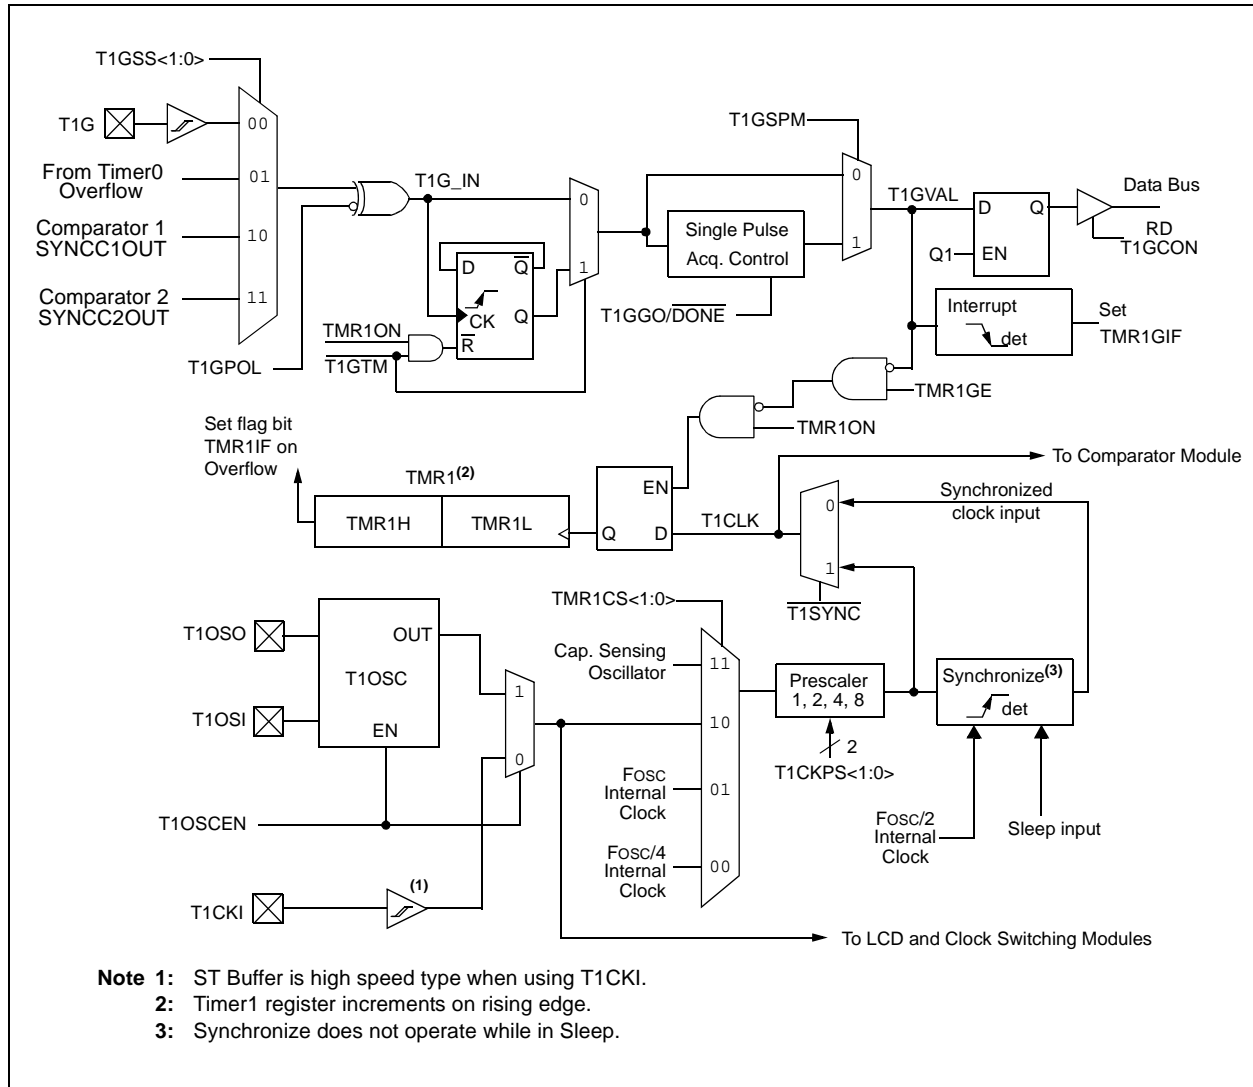 T1GSS<1:0>
T1G
00
From Timer0
Overflow
01
Comparator 1
SYNCC1OUT
10
Comparator 2
SYNCC2OUT
11
T1GPOL
T1G_IN
0
1
D
Q
CK
Q
R
TMR1ON
T1GTM
T1GSPM
0
1
Single Pulse
Acq. Control
T1GGO/DONE
T1GVAL
D
Q
Q1
EN
Data Bus
RD
T1GCON
Interrupt
det
Set
TMR1GIF
TMR1GE
TMR1ON
Set flag bit
TMR1IF on
Overflow
TMR1(2)
TMR1H
TMR1L
EN
Q
D
T1CLK
To Comparator Module
0
1
Synchronized
clock input
T1SYNC
TMR1CS<1:0>
T1OSO
T1OSI
OUT
T1OSC
EN
1
0
T1OSCEN
T1CKI
(1)
Cap. Sensing
Oscillator
11
10
FOSC
Internal
Clock
01
FOSC/4
Internal
Clock
00
Prescaler
1, 2, 4, 8
2
T1CKPS<1:0>
Synchronize(3)
det
FOSC/2
Internal
Clock
Sleep input
To LCD and Clock Switching Modules
Note 1: ST Buffer is high speed type when using T1CKI.
2: Timer1 register increments on rising edge.
3: Synchronize does not operate while in Sleep.